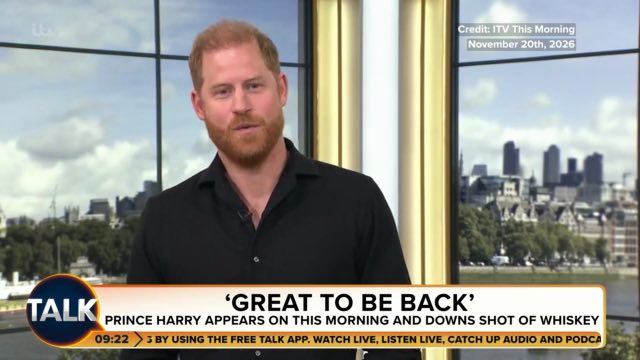 itv
Credit: ITV This Morning
November 20th, 2026
TALK
‘GREAT TO BE BACK’
PRINCE HARRY APPEARS ON THIS MORNING AND DOWNS SHOT OF WHISKEY
09:22
G BY USING THE FREE TALK APP. WATCH LIVE, LISTEN LIVE, CATCH UP AUDIO AND PODCA